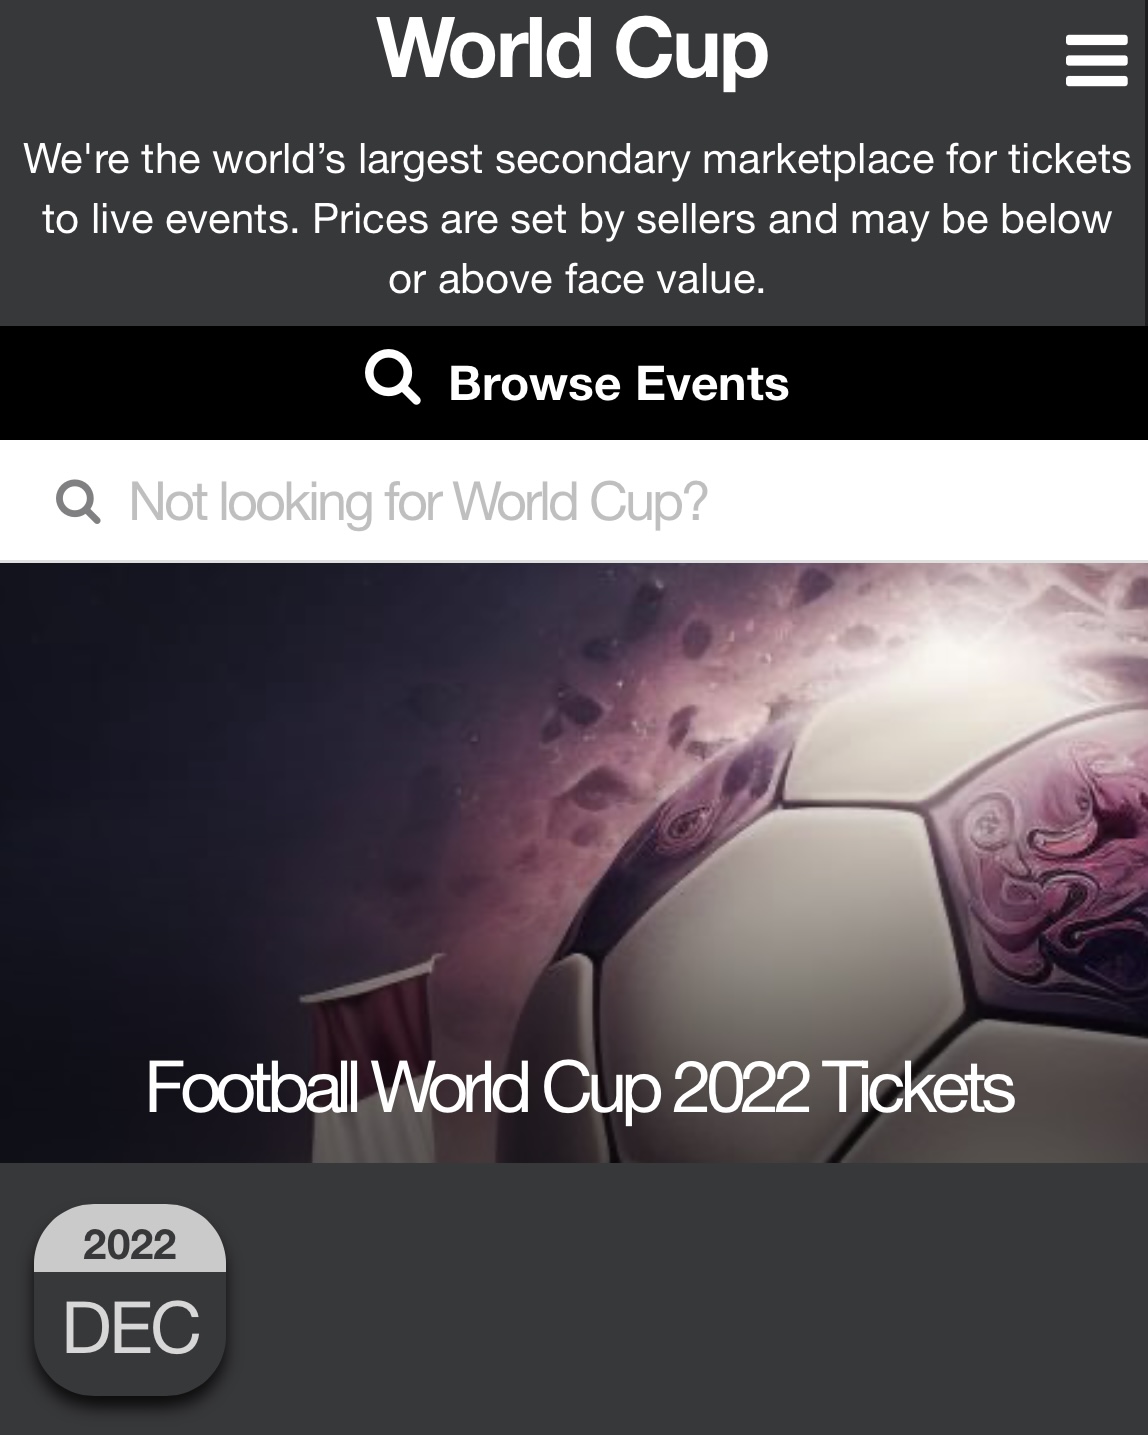 World Cup
We're the world’s largest secondary marketplace for tickets
to live events. Prices are set by sellers and may be below
or above face value.
Browse Events
Not looking for World Cup?
Football World Cup 2022 Tickets
2022
DEC